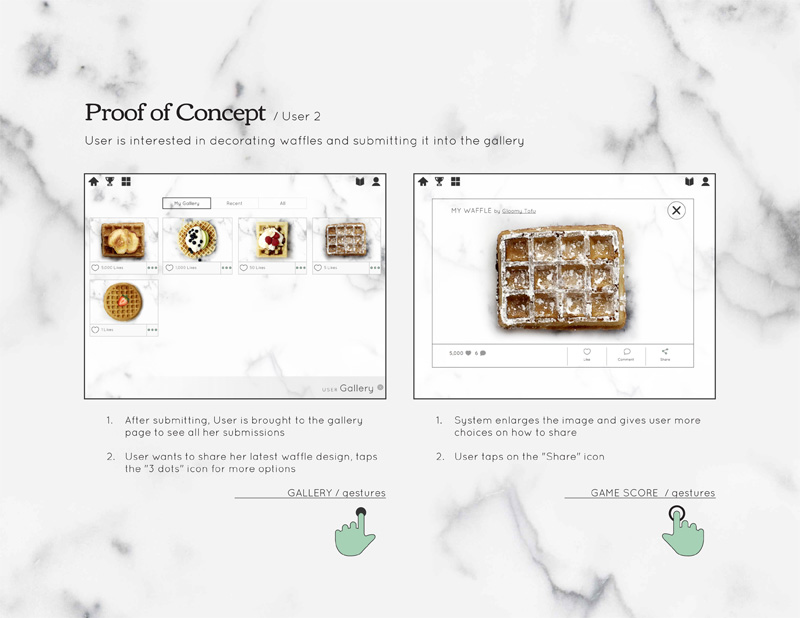 Proof of Concept / User 2
User is interested in decorating waffles and submitting it into the gallery
My Gallery Recent All
5,000 Likes
1,000 Likes
50 Likes
5 Likes
Likes
USER Gallery
MY WAFFLE by Gloomy Tofu
5,000 6
Like Comment Share
1. After submitting, User is brought to the gallery
page to see all her submissions
2. User wants to share her latest waffle design, taps
the "3 dots" icon for more options
GALLERY / gestures
1. System enlarges the image and gives user more
choices on how to share
2. User taps on the "Share" icon
GAME SCORE / gestures